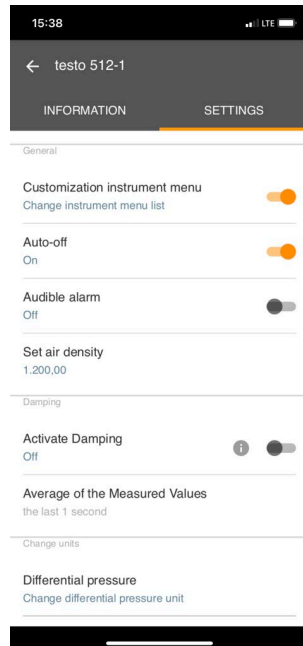 15:38
LTE
testo 512-1
INFORMATION SETTINGS
General
Customization instrument menu
Change instrument menu list
Auto-off
On
Audible alarm
Off
Set air density
1.200,00
Damping
Activate Damping
Off
Average of the Measured Values
the last 1 second
Change units
Differential pressure
Change differential pressure unit